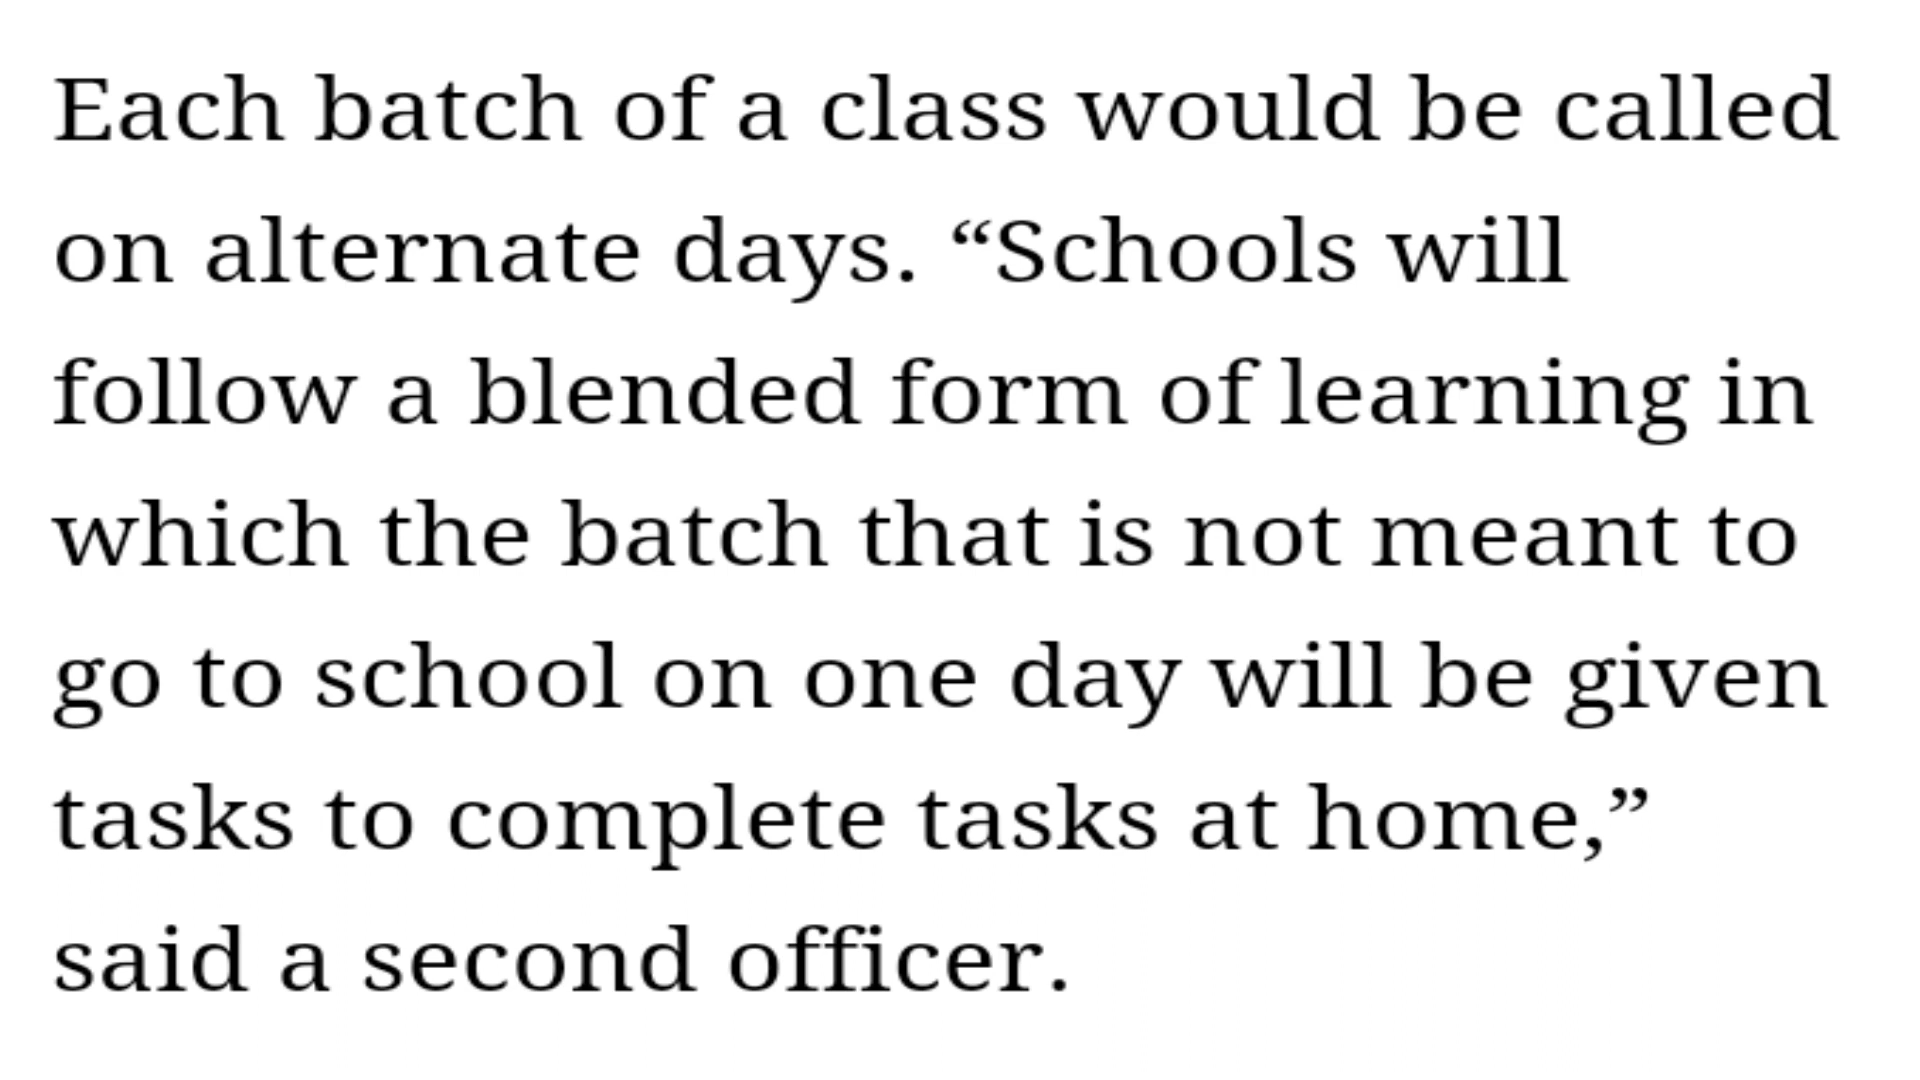 Each batch of a class would be called
on alternate days. “Schools will
follow a blended form of learning in
which the batch that is not meant to
go to school on one day will be given
tasks to complete tasks at home,”
said a second officer.